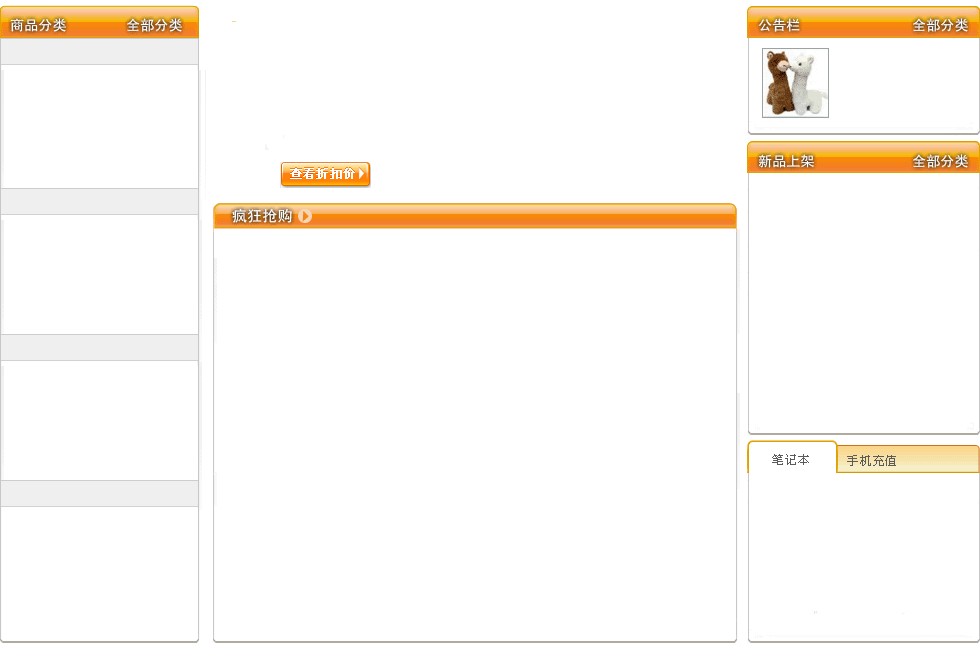 商品分类 全部分类
查看折扣价
疯狂抢购
公告栏 全部分类
新品上架 全部分类
笔记本 手机充值